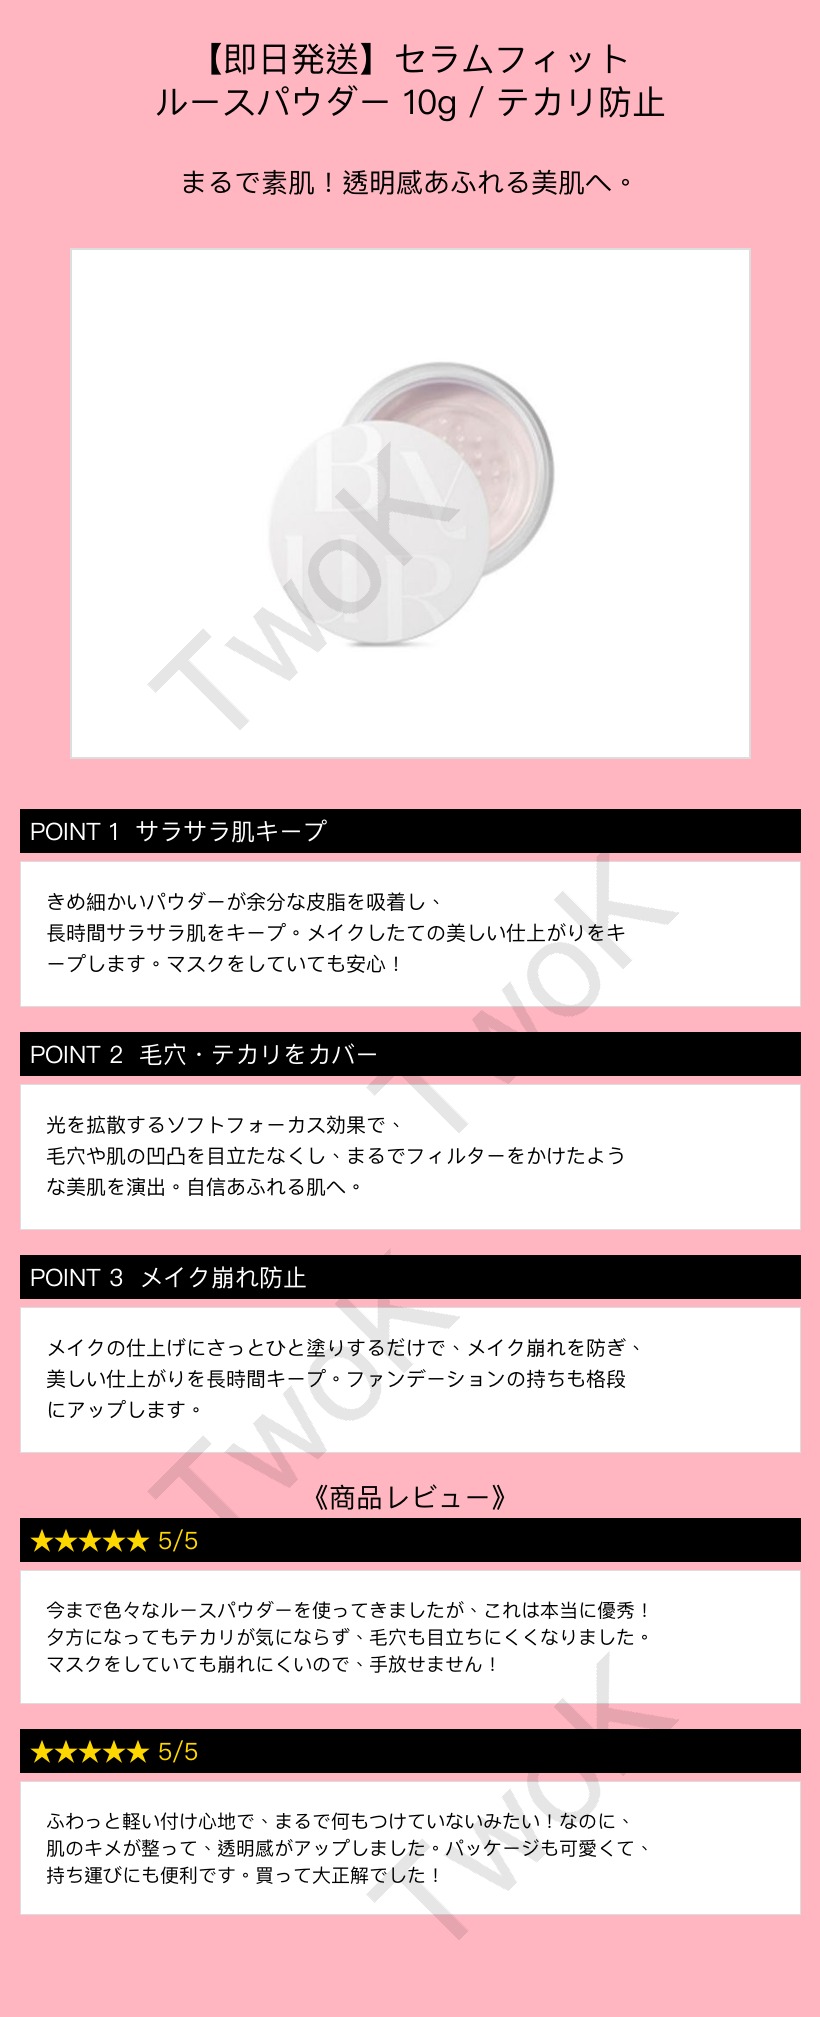 【即日発送】セラムフィット
ルースパウダー 10g / テカリ防止
まるで素肌！透明感あふれる美肌へ。
BY
UR
TwoK
POINT 1 サラサラ肌キープ
きめ細かいパウダーが余分な皮脂を吸着し、
長時間サラサラ肌をキープ。メイクしたての美しい仕上がりをキ
ープします。マスクをしていても安心！
TwoK
POINT 2 毛穴・テカリをカバー
光を拡散するソフトフォーカス効果で、
毛穴や肌の凹凸を目立たなくし、まるでフィルターをかけたよう
な美肌を演出。自信あふれる肌へ。
POINT 3 メイク崩れ防止
メイクの仕上げにさっとひと塗りするだけで、メイク崩れを防ぎ、
美しい仕上がりを長時間キープ。ファンデーションの持ちも格段
にアップします。
TwoK
《商品レビュー》
★★★★★ 5/5
今まで色々なルースパウダーを使ってきましたが、これは本当に優秀！
夕方になってもテカリが気にならず、毛穴も目立ちにくくなりました。
マスクをしていても崩れにくいので、手放せません！
★★★★★ 5/5
ふわっと軽い付け心地で、まるで何もつけていないみたい！なのに、
肌のキメが整って、透明感がアップしました。パッケージも可愛くて、
持ち運びにも便利です。買って大正解でした！
TwoK